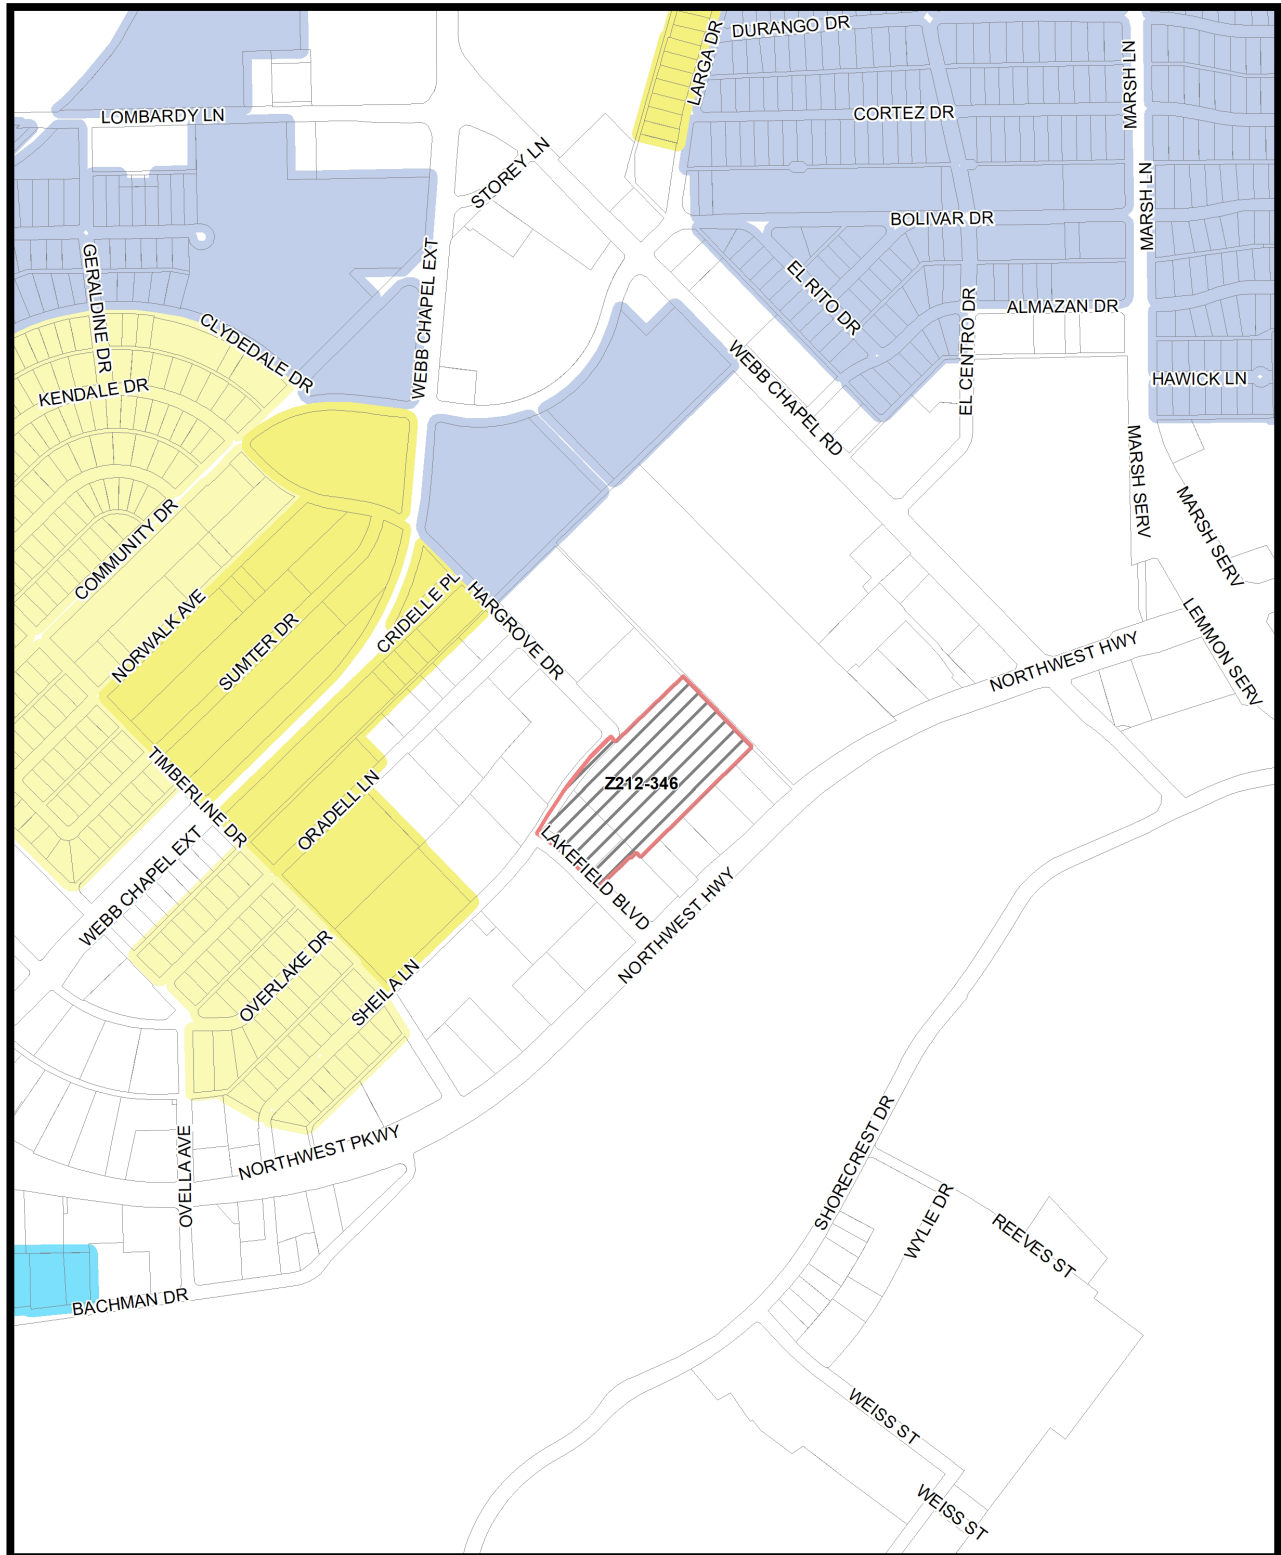 DURANGO DR
LARGA DR
MARSH LN
LOMBARDY LN
CORTEZ DR
STOREY LN
MARSH LN
BOLIVAR DR
GERALDINE DR
WEBB CHAPEL EXT
EL RITO DR
EL CENTRO DR
ALMAZAN DR
CLYDEDALE DR
KENDALE DR
WEBB CHAPEL RD
HAWICK LN
MARSH SERV
MARSH SERV
COMMUNITY DR
NORWALK AVE
SUMTER DR
CRIDELLE PL
HARGROVE DR
LEMMON SERV
NORTHWEST HWY
Z212-346
TIMBERLINE DR
ORADELL LN
LAKEFIELD BLVD
WEBB CHAPEL EXT
NORTHWEST HWY
OVERLAKE DR
SHEILA LN
OVELLA AVE
NORTHWEST PKWY
SHORECREST DR
WYLIE DR
REEVES ST
BACHMAN DR
WEISS ST
WEISS ST